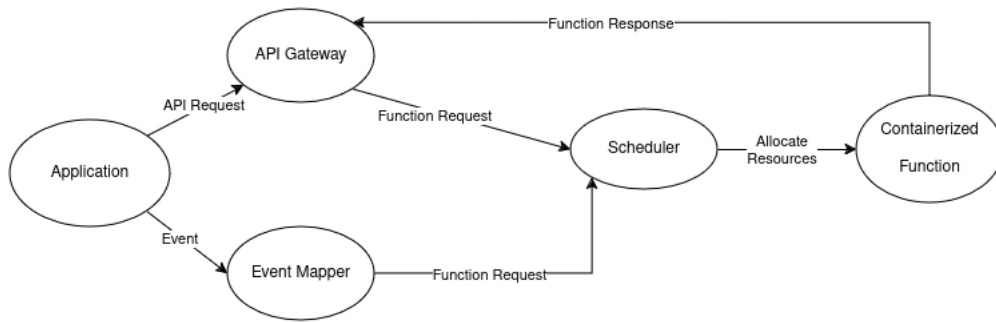 Function Response
API Gateway
API Request
Function Request
Application
Scheduler
Allocate
Resources
Containerized
Function
Event
Event Mapper
Function Request